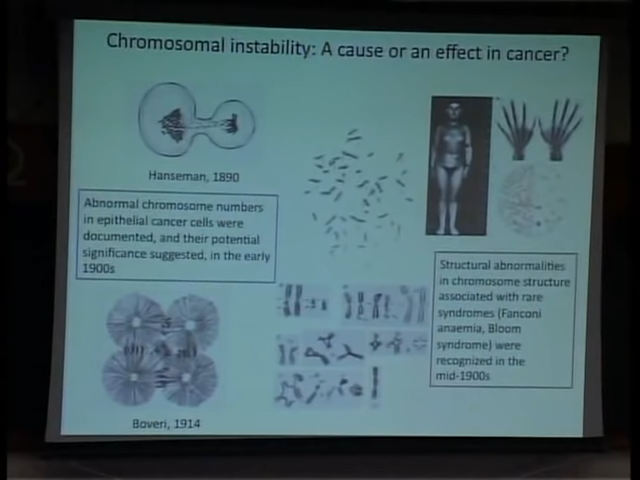 Chromosomal instability: A cause or an effect in cancer?
Hanseman, 1890
Abnormal chromosome numbers
in epithelial cancer cells were
documented, and their potential
significance suggested, in the early
1900s
Boveri, 1914
Structural abnormalities
in chromosome structure
associated with rare
syndromes (Fanconi
anaemia, Bloom
syndrome) were
recognized in the
mid-1900s